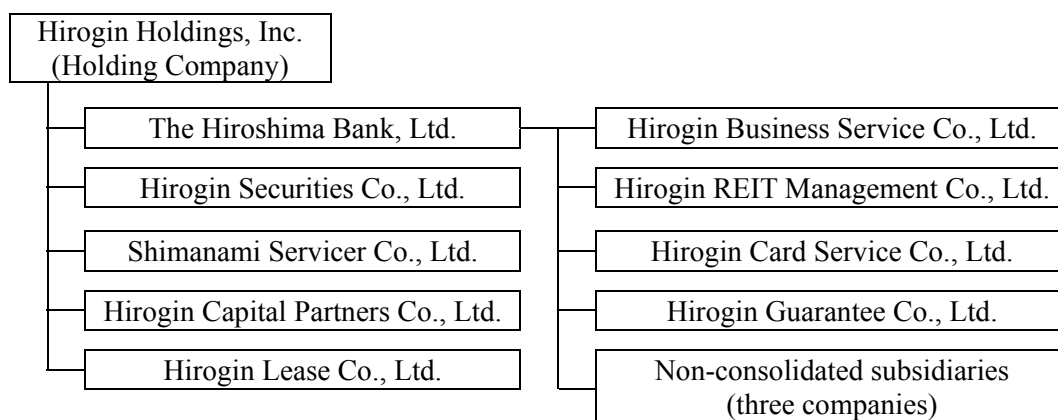 Hirogin Holdings, Inc.
(Holding Company)
The Hiroshima Bank, Ltd.
Hirogin Securities Co., Ltd.
Shimanami Servicer Co., Ltd.
Hirogin Capital Partners Co., Ltd.
Hirogin Lease Co., Ltd.
Hirogin Business Service Co., Ltd.
Hirogin REIT Management Co., Ltd.
Hirogin Card Service Co., Ltd.
Hirogin Guarantee Co., Ltd.
Non-consolidated subsidiaries
(three companies)